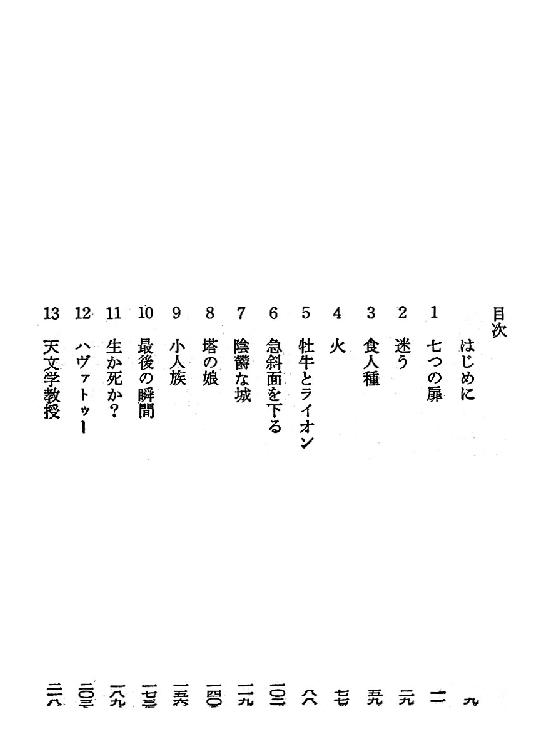 目次
はじめに 九
1 七つの扉 一一
2 迷う 二九
3 食人種 五九
4 火 七七
5 牡牛とライオン 八八
6 急斜面を下る 一〇二
7 陰鬱な城 一一九
8 塔の娘 一四〇
9 小人族 一五六
10 最後の瞬間 一七三
11 生か死か？ 一八九
12 ハヴァトゥー 二〇三
13 天文学教授 二一八